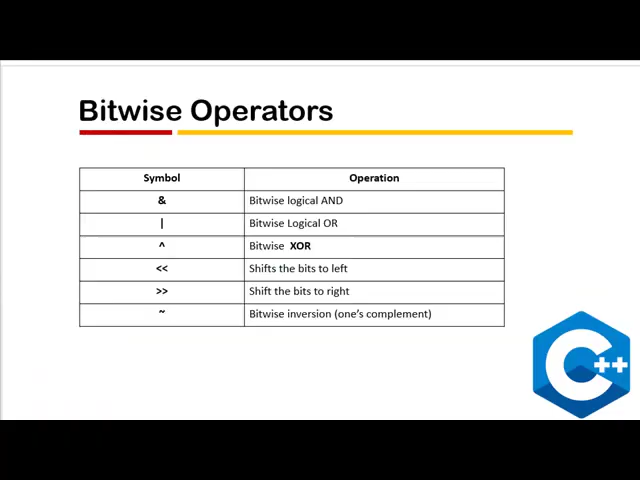 Bitwise Operators
Symbol Operation
& Bitwise logical AND
| Bitwise Logical OR
^ Bitwise XOR
<< Shifts the bits to left
>> Shift the bits to right
~ Bitwise inversion (one's complement)
C++